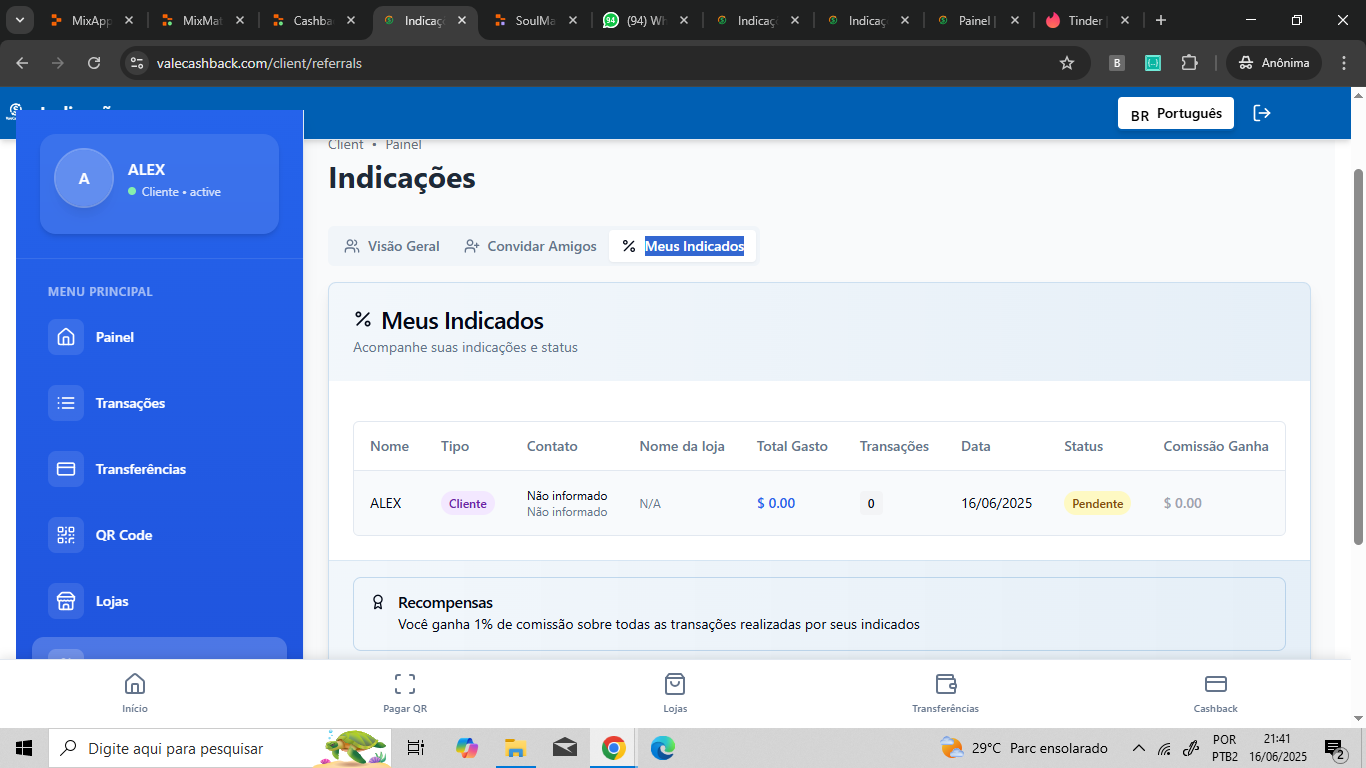 MixApp
MixMat
Cashba
Indicaç
SoulMa
94
(94) Wh
Indicaç
Indicaç
Painel |
Tinder
valecashback.com/client/referrals
B
Anônima
BR Português
A
ALEX
Cliente • active
MENU PRINCIPAL
Painel
Transações
Transferências
QR Code
Lojas
Client • Painel
Indicações
Visão Geral
Convidar Amigos
Meus Indicados
Meus Indicados
Acompanhe suas indicações e status
Nome Tipo Contato Nome da loja Total Gasto Transações Data Status Comissão Ganha
ALEX Cliente Não informado N/A $ 0.00 0 16/06/2025 Pendente $ 0.00
Não informado
Recompensas
Você ganha 1% de comissão sobre todas as transações realizadas por seus indicados
Início
Pagar QR
Lojas
Transferências
Cashback
Digite aqui para pesquisar
29°C Parc ensolarado
POR
PTB2
21:41
16/06/2025
2